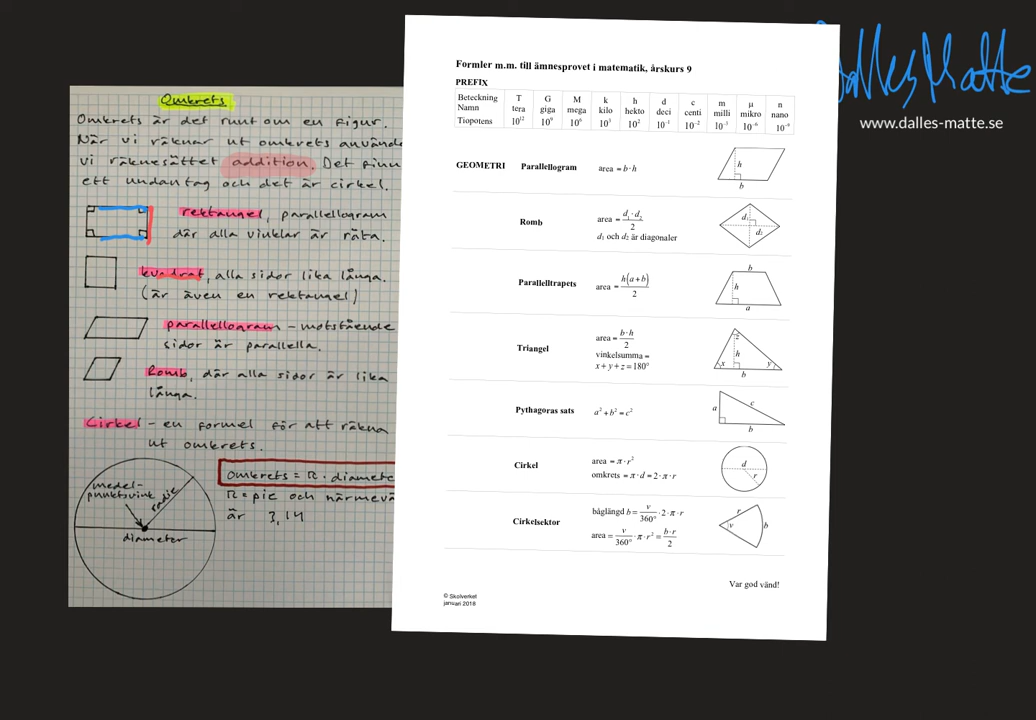 Omkrets
Omkrets är det runt om en figur.
När vi räknar ut omkrets använde
vi räknesättet addition. Det finn
ett undantag och det är cirkel.
rektangel, parallellogram
där alla vinklar är räta.
kvadrat, alla sidor lika långa.
(är även en rektangel)
parallellogram - motstående
sidor är parallella.
Romb, där alla sidor är lika
långa.
Cirkel - en formel för att räkna
ut omkrets.
Omkrets = π · diamete
π = pie och närmevä
är 3,14
medel-
punktsvink
radie
diameter
Formler m.m. till ämnesprovet i matematik, årskurs 9
PREFIX
Beteckning T G M k h d c m μ n
Namn tera giga mega kilo hekto deci centi milli mikro nano
Tiopotens 10¹² 10⁹ 10⁶ 10³ 10² 10⁻¹ 10⁻² 10⁻³ 10⁻⁶ 10⁻⁹
GEOMETRI Parallellogram area = b·h
h
b
Romb area = d₁·d₂/2
d₁ och d₂ är diagonaler
d₁
d₂
Parallelltrapets area = h(a+b)/2
b
h
a
Triangel area = b·h/2
vinkelsumma =
x + y + z = 180°
z
h
x y
b
Pythagoras sats a² + b² = c²
a c
b
Cirkel area = π·r²
omkrets = π·d = 2·π·r
d
r
Cirkelsektor båglängd b = v/360° ·2·π·r
area = v/360° ·π·r² = b·r/2
r
v b
Var god vänd!
© Skolverket
januari 2018
Dalles Matte
www.dalles-matte.se